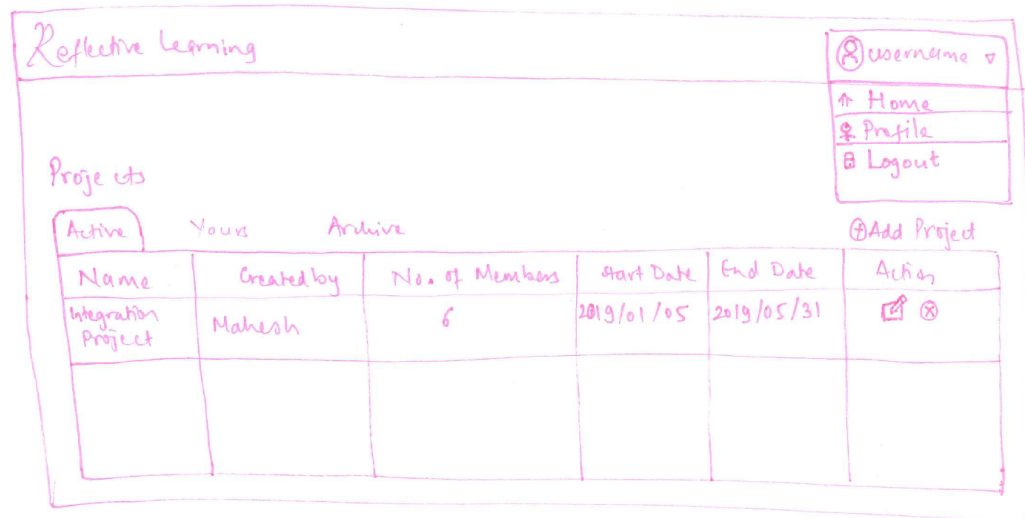 Reflective Learning
username
Home
Profile
Logout
Projects
Active Yours Archive Add Project
Name Created by No. of Members Start Date End Date Action
Integration Project Mahesh 6 2019/01/05 2019/05/31